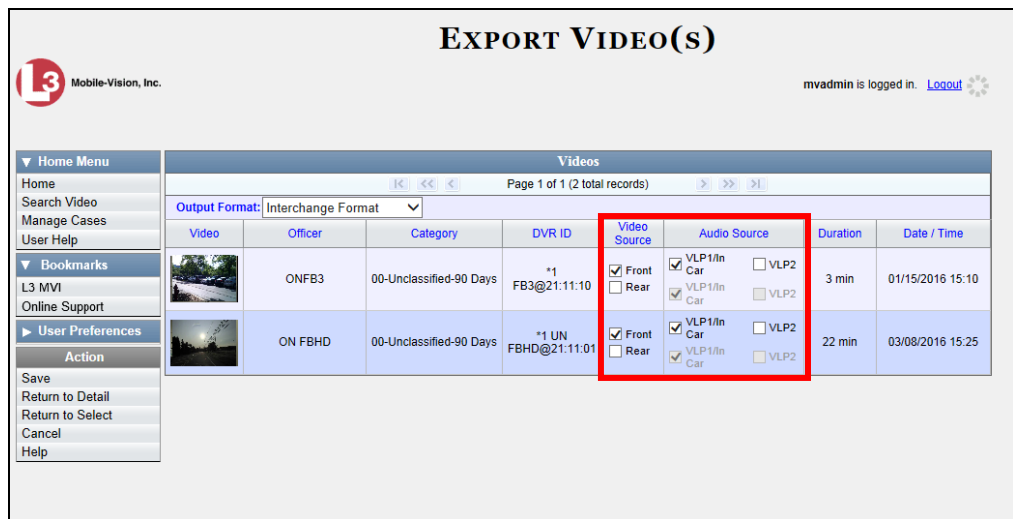 EXPORT VIDEO(S)
L3 Mobile-Vision, Inc.
mvadmin is logged in. Logout
▼ Home Menu
Home
Search Video
Manage Cases
User Help
▼ Bookmarks
L3 MVI
Online Support
▶ User Preferences
Action
Save
Return to Detail
Return to Select
Cancel
Help
Videos
Page 1 of 1 (2 total records)
Output Format: Interchange Format
Video Officer Category DVR ID Video Source Audio Source Duration Date / Time
ONFB3 00-Unclassified-90 Days *1 FB3@21:11:10 Front Rear VLP1/In Car VLP2 VLP1/In Car VLP2 3 min 01/15/2016 15:10
ON FBHD 00-Unclassified-90 Days *1 UN FBHD@21:11:01 Front Rear VLP1/In Car VLP2 VLP1/In Car VLP2 22 min 03/08/2016 15:25